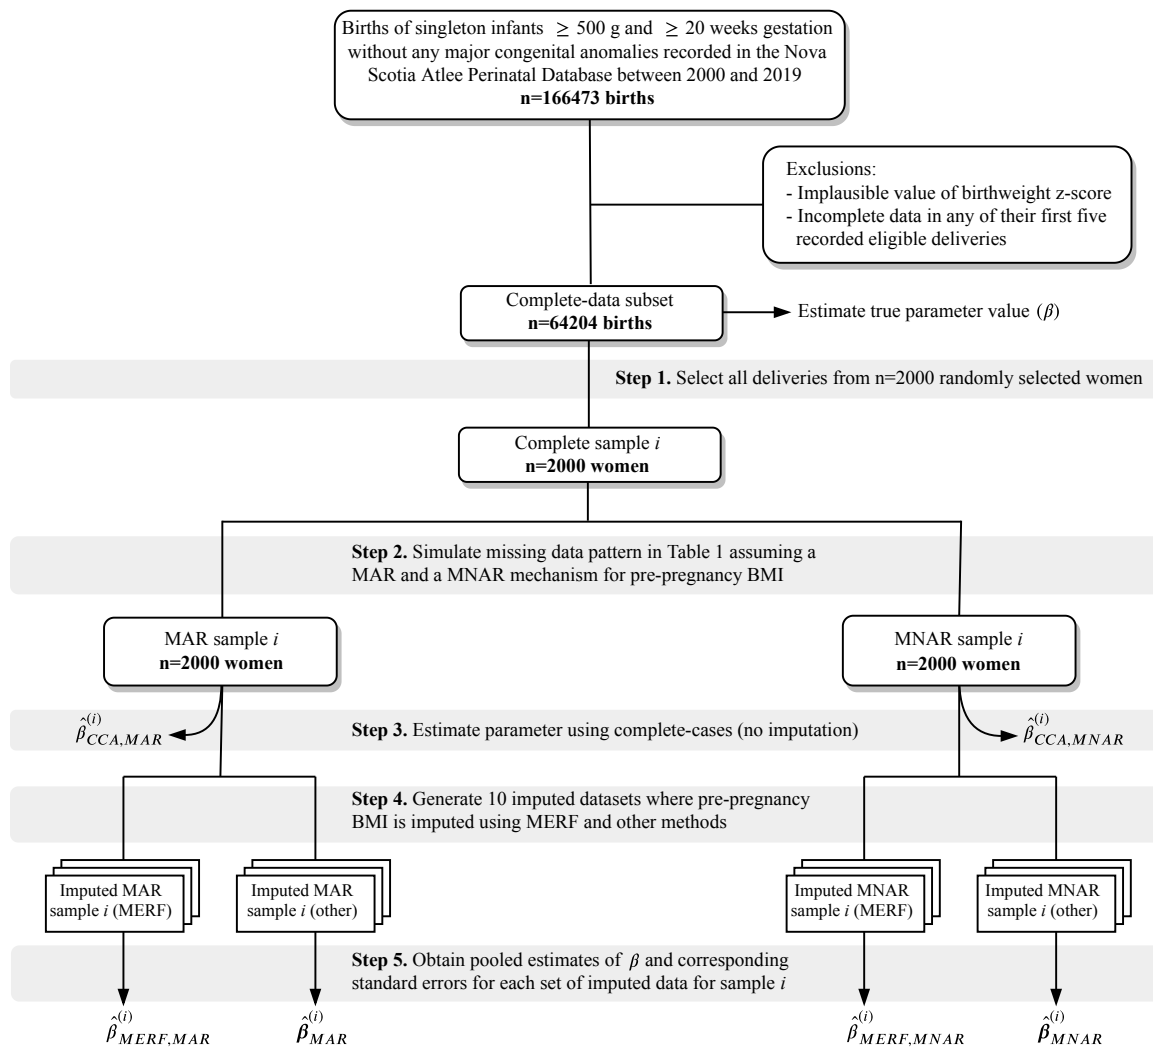 Births of singleton infants ≥ 500 g and ≥ 20 weeks gestation
without any major congenital anomalies recorded in the Nova
Scotia Atlee Perinatal Database between 2000 and 2019
n=166473 births
Exclusions:
- Implausible value of birthweight z-score
- Incomplete data in any of their first five
recorded eligible deliveries
Complete-data subset
n=64204 births
Estimate true parameter value (β)
Step 1. Select all deliveries from n=2000 randomly selected women
Complete sample i
n=2000 women
Step 2. Simulate missing data pattern in Table 1 assuming a
MAR and a MNAR mechanism for pre-pregnancy BMI
MAR sample i
n=2000 women
MNAR sample i
n=2000 women
β̂^(i)_CCA,MAR
Step 3. Estimate parameter using complete-cases (no imputation)
β̂^(i)_CCA,MNAR
Step 4. Generate 10 imputed datasets where pre-pregnancy
BMI is imputed using MERF and other methods
Imputed MAR
sample i (MERF)
Imputed MAR
sample i (other)
Imputed MNAR
sample i (MERF)
Imputed MNAR
sample i (other)
Step 5. Obtain pooled estimates of β and corresponding
standard errors for each set of imputed data for sample i
β̂^(i)_MERF,MAR
β̂^(i)_MAR
β̂^(i)_MERF,MNAR
β̂^(i)_MNAR